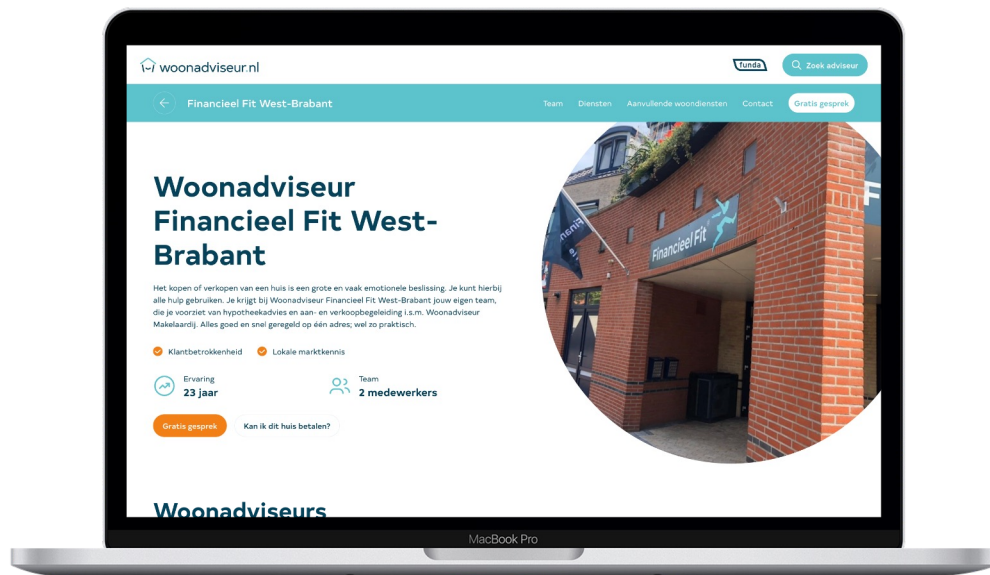 woonadviseur.nl
funda
Zoek adviseur
Financieel Fit West-Brabant
Team
Diensten
Aanvullende woondiensten
Contact
Gratis gesprek
Woonadviseur
Financieel Fit West-
Brabant
Het kopen of verkopen van een huis is een grote en vaak emotionele beslissing. Je kunt hierbij
alle hulp gebruiken. Je krijgt bij Woonadviseur Financieel Fit West-Brabant jouw eigen team,
die je voorziet van hypotheekadvies en aan- en verkoopbegeleiding i.s.m. Woonadviseur
Makelaardij. Alles goed en snel geregeld op één adres; wel zo praktisch.
Klantbetrokkenheid
Lokale marktkennis
Ervaring
23 jaar
Team
2 medewerkers
Gratis gesprek
Kan ik dit huis betalen?
Financieel Fit
F
Woonadviseurs
MacBook Pro